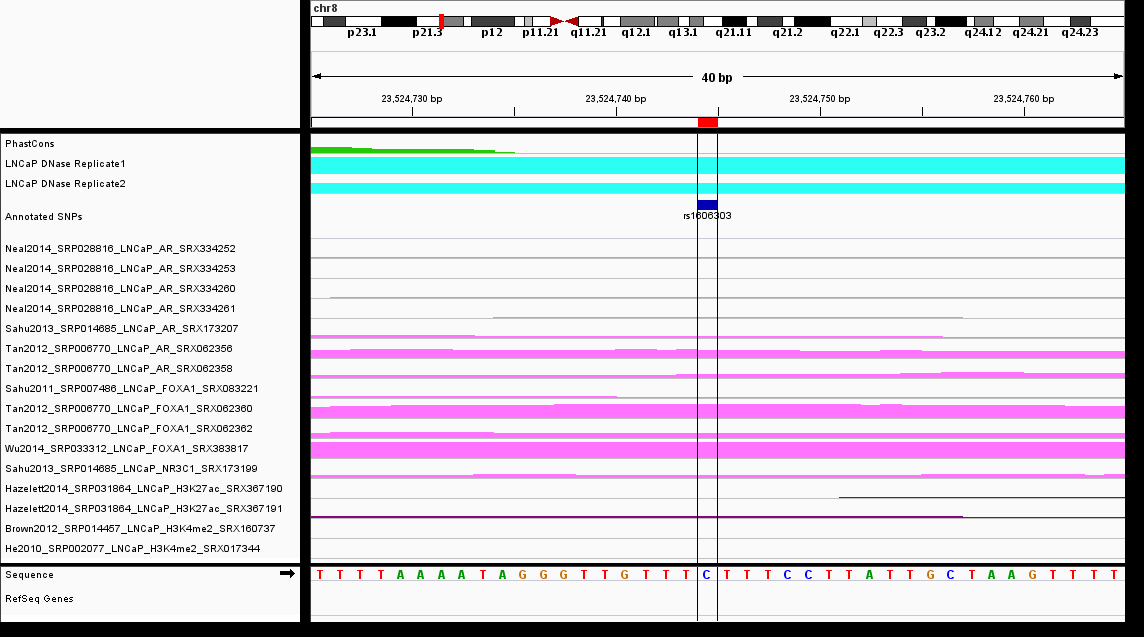 chr8
p23.1 p21.3 p12 p11.21 q11.21 q12.1 q13.1 q21.11 q21.2 q22.1 q22.3 q23.2 q24.12 q24.21 q24.23
40 bp
23,524,730 bp 23,524,740 bp 23,524,750 bp 23,524,760 bp
PhastCons
LNCaP DNase Replicate1
LNCaP DNase Replicate2
Annotated SNPs
rs1606303
Neal2014_SRP028816_LNCaP_AR_SRX334252
Neal2014_SRP028816_LNCaP_AR_SRX334253
Neal2014_SRP028816_LNCaP_AR_SRX334260
Neal2014_SRP028816_LNCaP_AR_SRX334261
Sahu2013_SRP014685_LNCaP_AR_SRX173207
Tan2012_SRP006770_LNCaP_AR_SRX062356
Tan2012_SRP006770_LNCaP_AR_SRX062358
Sahu2011_SRP007486_LNCaP_FOXA1_SRX083221
Tan2012_SRP006770_LNCaP_FOXA1_SRX062360
Tan2012_SRP006770_LNCaP_FOXA1_SRX062362
Wu2014_SRP033312_LNCaP_FOXA1_SRX383817
Sahu2013_SRP014685_LNCaP_NR3C1_SRX173199
Hazelett2014_SRP031864_LNCaP_H3K27ac_SRX367190
Hazelett2014_SRP031864_LNCaP_H3K27ac_SRX367191
Brown2012_SRP014457_LNCaP_H3K4me2_SRX160737
He2010_SRP002077_LNCaP_H3K4me2_SRX017344
Sequence T T T T A A A A T A G G G T T G T T T C T T T C C T T A T T G C T A A G T T T T
RefSeq Genes